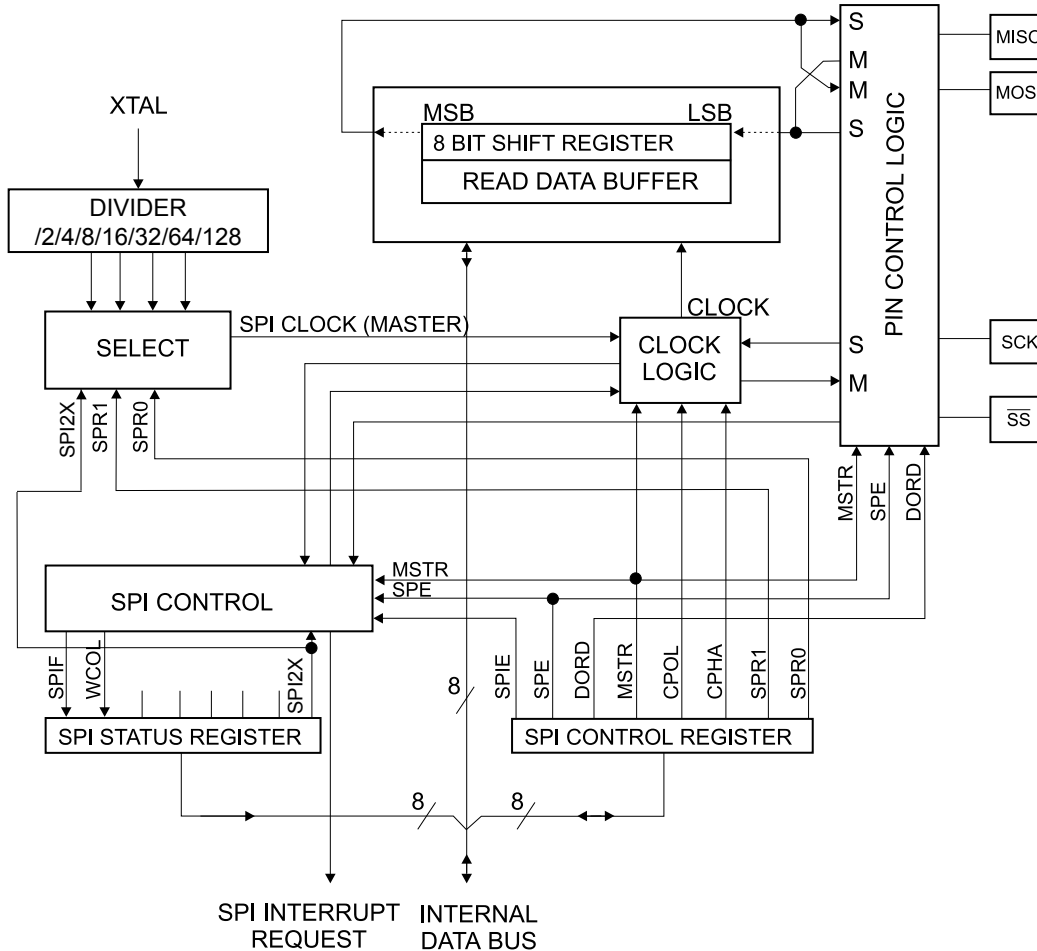 S
MISO
M
M
MOSI
S
XTAL
MSB
LSB
8 BIT SHIFT REGISTER
READ DATA BUFFER
PIN CONTROL LOGIC
DIVIDER
/2/4/8/16/32/64/128
SPI CLOCK (MASTER)
CLOCK
SELECT
CLOCK
LOGIC
S
SCK
M
SS
SPI2X
SPR1
SPR0
MSTR
SPE
DORD
MSTR
SPE
SPI CONTROL
SPIF
WCOL
SPI2X
8
SPIE
SPE
DORD
MSTR
CPOL
CPHA
SPR1
SPR0
SPI STATUS REGISTER
SPI CONTROL REGISTER
8
8
SPI INTERRUPT
REQUEST
INTERNAL
DATA BUS